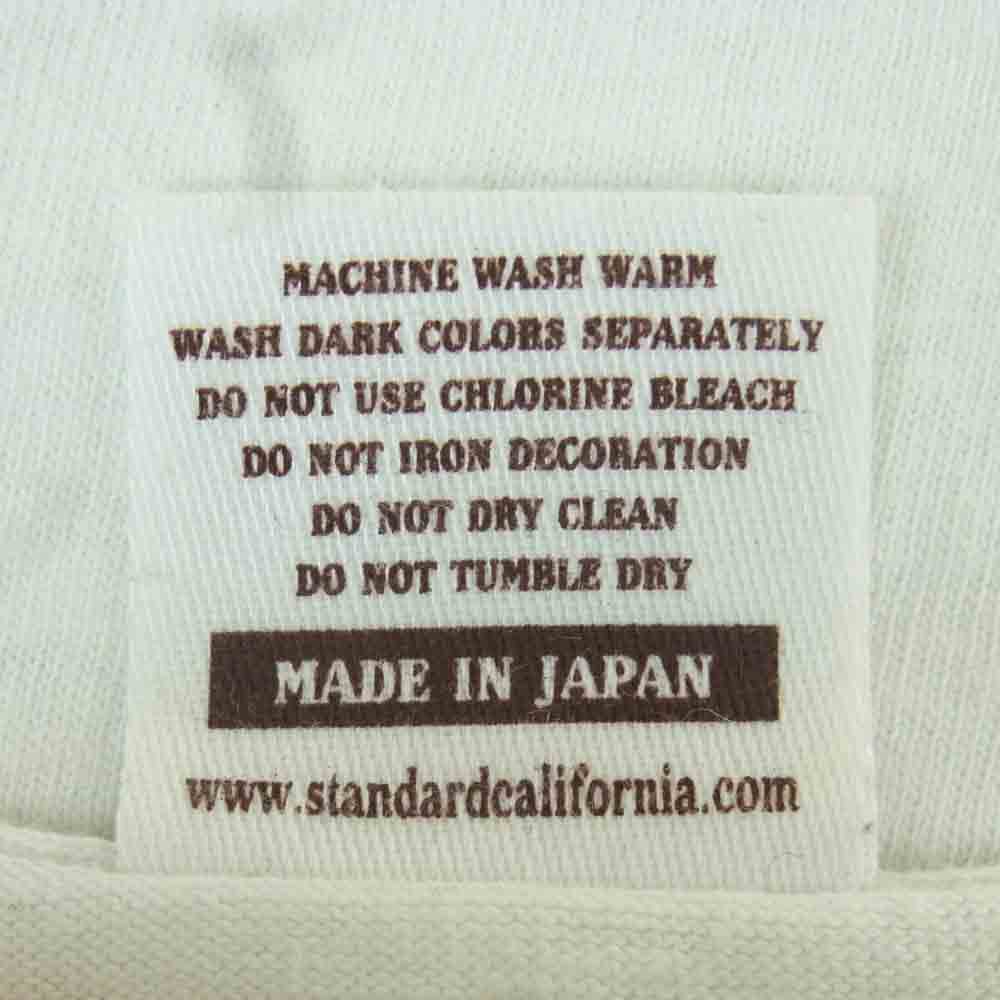 MACHINE WASH WARM
WASH DARK COLORS SEPARATELY
DO NOT USE CHLORINE BLEACH
DO NOT IRON DECORATION
DO NOT DRY CLEAN
DO NOT TUMBLE DRY
MADE IN JAPAN
www.standardcalifornia.com